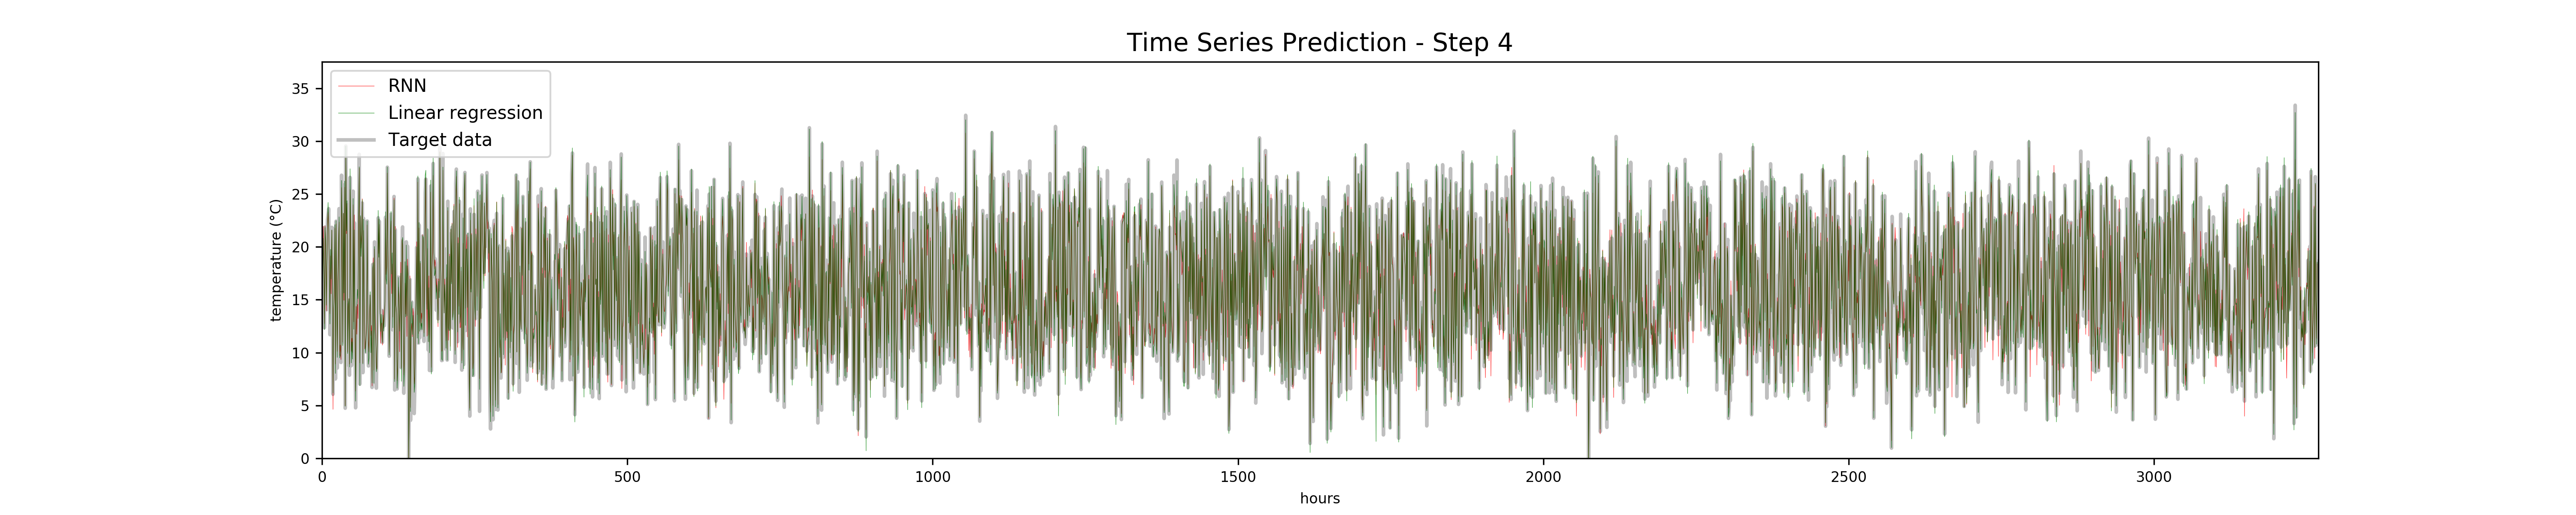 Time Series Prediction - Step 4
RNN
Linear regression
Target data
temperature (°C)
35
30
25
20
15
10
5
0
0 500 1000 1500 2000 2500 3000
hours